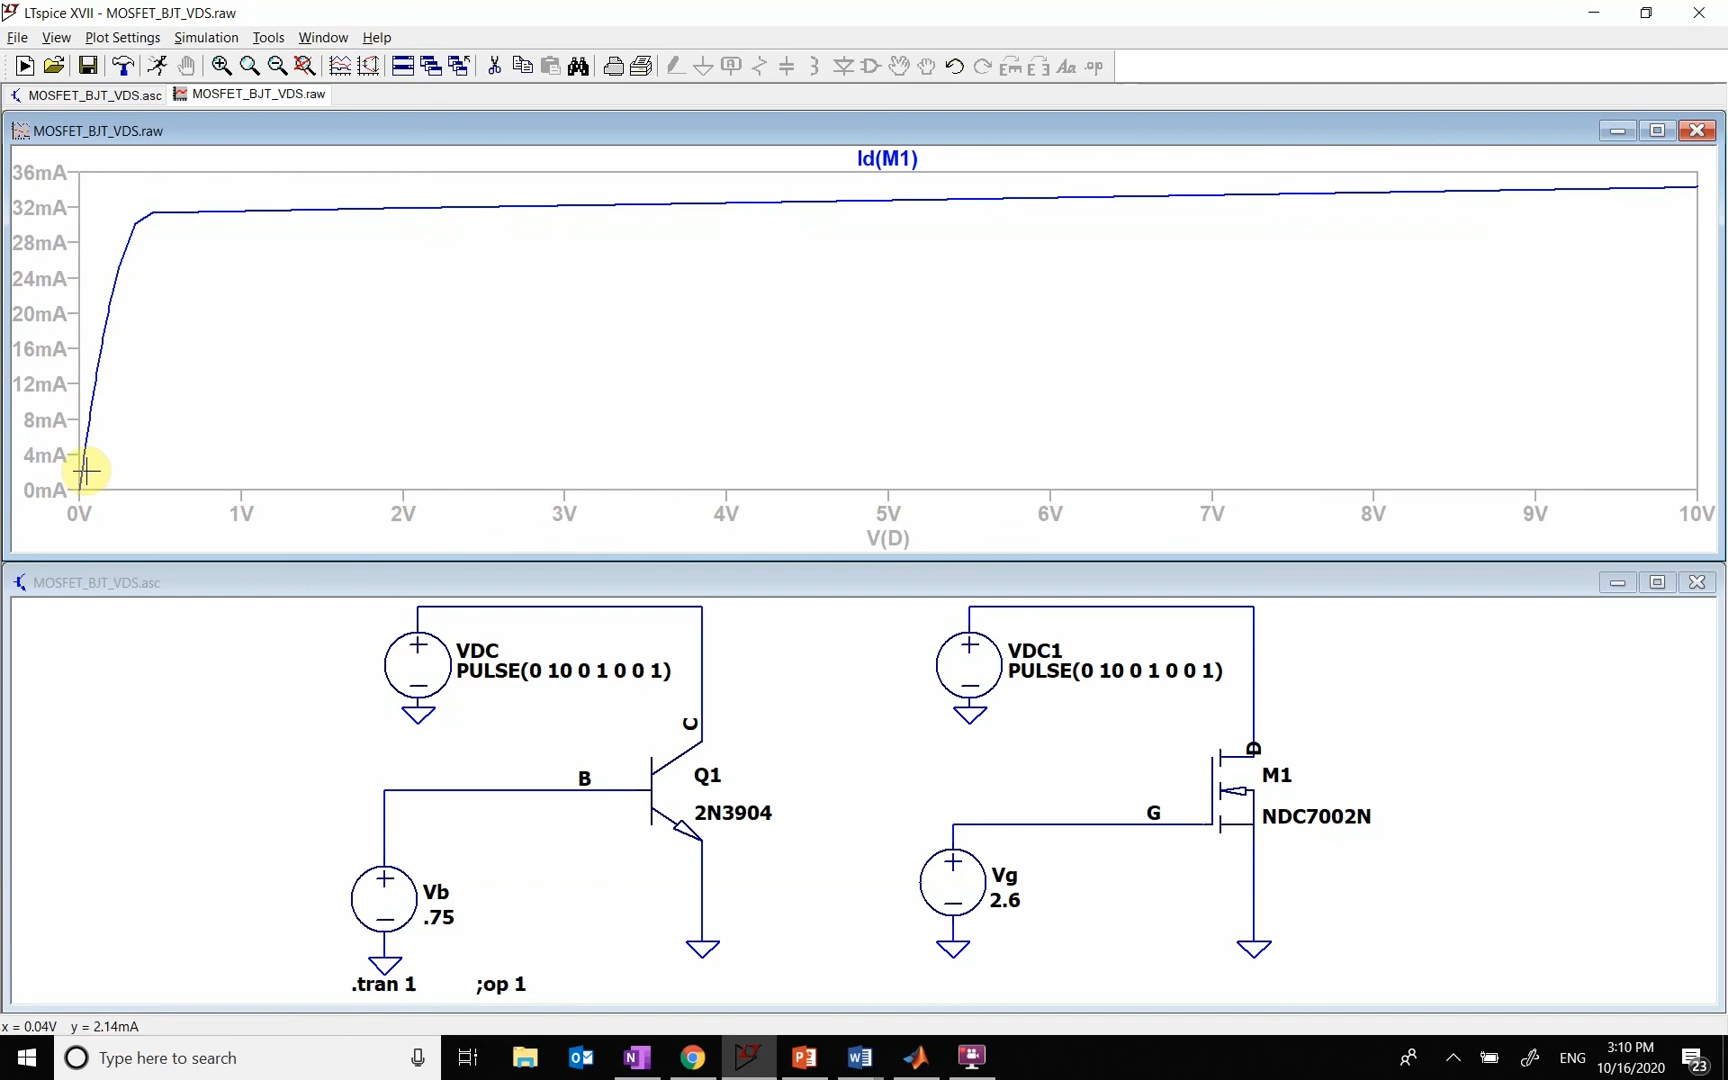 LTspice XVII - MOSFET_BJT_VDS.raw
File View Plot Settings Simulation Tools Window Help
MOSFET_BJT_VDS.asc MOSFET_BJT_VDS.raw
MOSFET_BJT_VDS.raw
Id(M1)
36mA
32mA
28mA
24mA
20mA
16mA
12mA
8mA
4mA
0mA
0V 1V 2V 3V 4V 5V 6V 7V 8V 9V 10V
V(D)
MOSFET_BJT_VDS.asc
VDC
PULSE(0 10 0 1 0 0 1)
C
B
Q1
2N3904
Vb
.75
.tran 1 ;op 1
VDC1
PULSE(0 10 0 1 0 0 1)
D
M1
G
NDC7002N
Vg
2.6
x = 0.04V y = 2.14mA
Type here to search
ENG
3:10 PM
10/16/2020
23